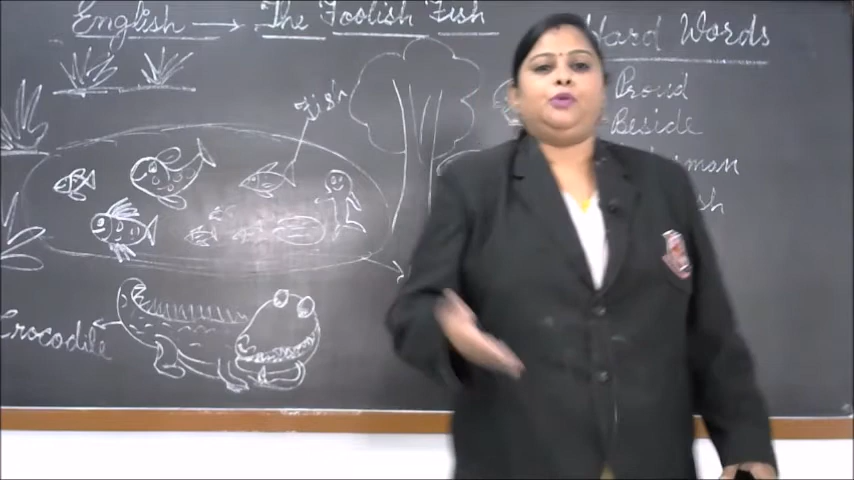 English → The Foolish Fish
Hard Words
Proud
Beside
Fish
Crocodile